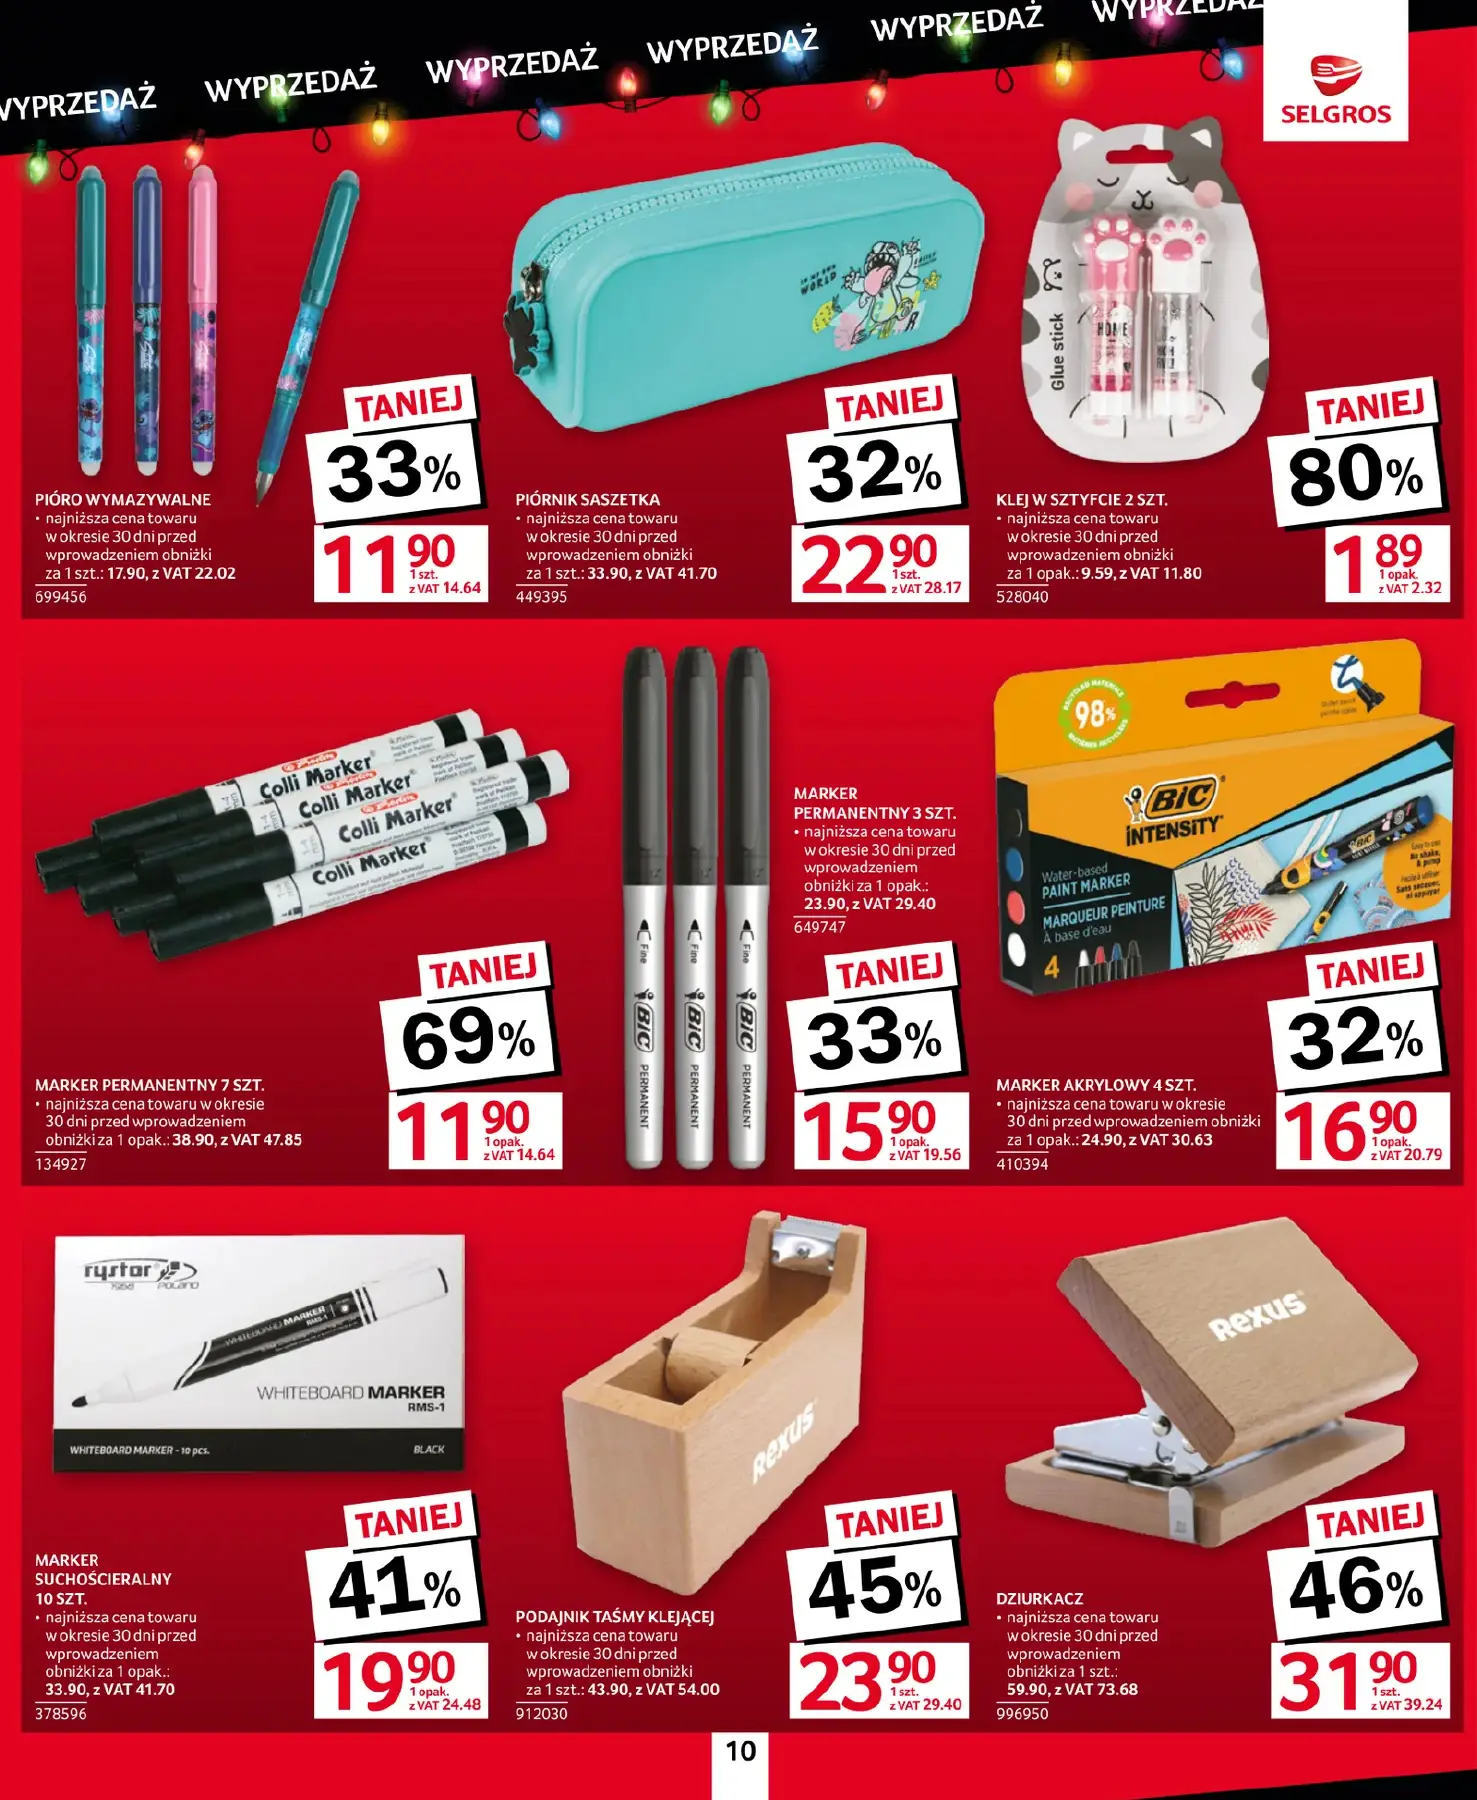 WYPRZEDAŻ
WYPRZEDAŻ
WYPRZEDAŻ
WYPRZEDAŻ
WYPRZEDAŻ
WYPRZEDAŻ
SELGROS
TANIEJ
33%
PIÓRO WYMAZYWALNE
• najniższa cena towaru
w okresie 30 dni przed
wprowadzeniem obniżki
za 1 szt.: 17.90, z VAT 22.02
699456
11 90
1 szt.
z VAT 14.64
IN MY OWN
WORLD
TANIEJ
32%
PIÓRNIK SASZETKA
• najniższa cena towaru
w okresie 30 dni przed
wprowadzeniem obniżki
za 1 szt.: 33.90, z VAT 41.70
449395
22 90
1 szt.
z VAT 28.17
Glue stick
HOME
TANIEJ
80%
KLEJ W SZTYFCIE 2 SZT.
• najniższa cena towaru
w okresie 30 dni przed
wprowadzeniem obniżki
za 1 opak.: 9.59, z VAT 11.80
528040
1 89
1 opak.
z VAT 2.32
Colli Marker
Colli Marker
Colli Marker
Colli Marker
TANIEJ
69%
MARKER PERMANENTNY 7 SZT.
• najniższa cena towaru w okresie
30 dni przed wprowadzeniem
obniżki za 1 opak.: 38.90, z VAT 47.85
134927
11 90
1 opak.
z VAT 14.64
Fine
BIC
PERMANENT
Fine
BIC
PERMANENT
Fine
BIC
PERMANENT
MARKER
PERMANENTNY 3 SZT.
• najniższa cena towaru
w okresie 30 dni przed
wprowadzeniem
obniżki za 1 opak.:
23.90, z VAT 29.40
649747
TANIEJ
33%
15 90
1 opak.
z VAT 19.56
98%
BIC
INTENSITY
Water-based
PAINT MARKER
MARQUEUR PEINTURE
À base d'eau
4
TANIEJ
32%
MARKER AKRYLOWY 4 SZT.
• najniższa cena towaru w okresie
30 dni przed wprowadzeniem obniżki
za 1 opak.: 24.90, z VAT 30.63
410394
16 90
1 opak.
z VAT 20.79
rystor
1958 POLAND
WHITEBOARD MARKER
RMS-1
WHITEBOARD MARKER
RMS-1
WHITEBOARD MARKER - 10 pcs.
BLACK
TANIEJ
41%
MARKER
SUCHOŚCIERALNY
10 SZT.
• najniższa cena towaru
w okresie 30 dni przed
wprowadzeniem
obniżki za 1 opak.:
33.90, z VAT 41.70
378596
19 90
1 opak.
z VAT 24.48
Rexus
TANIEJ
45%
PODAJNIK TAŚMY KLEJĄCEJ
• najniższa cena towaru
w okresie 30 dni przed
wprowadzeniem obniżki
za 1 szt.: 43.90, z VAT 54.00
912030
23 90
1 szt.
z VAT 29.40
Rexus
TANIEJ
46%
DZIURKACZ
• najniższa cena towaru
w okresie 30 dni przed
wprowadzeniem
obniżki za 1 szt.:
59.90, z VAT 73.68
996950
31 90
1 szt.
z VAT 39.24
10